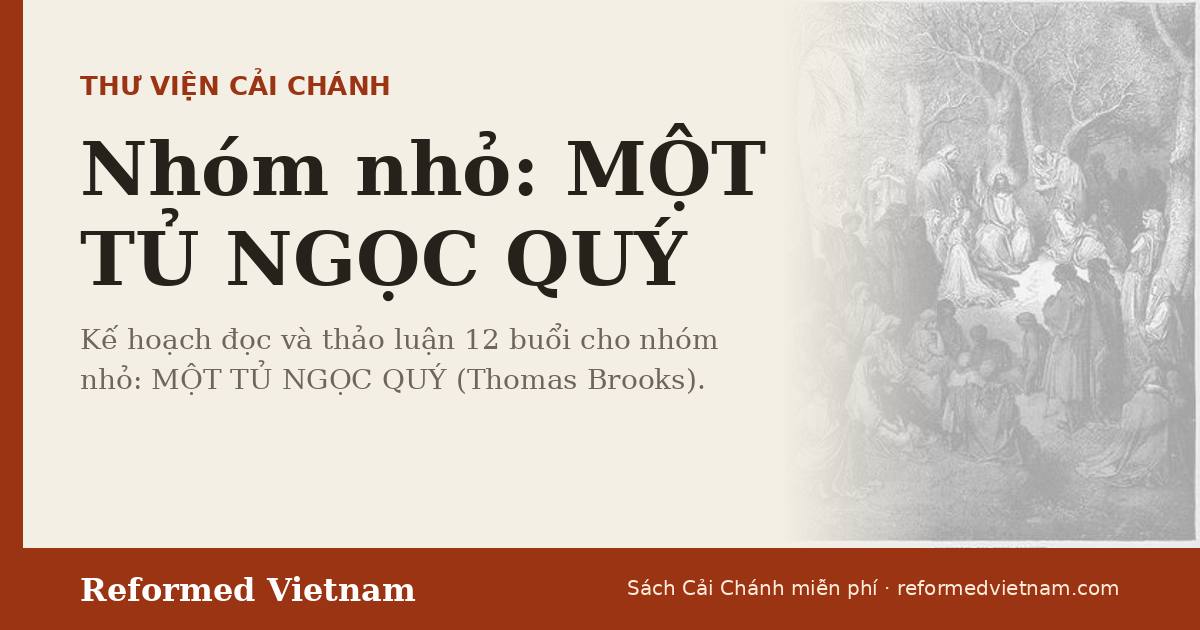 THƯ VIỆN CẢI CHÁNH
Nhóm nhỏ: MỘT
TỦ NGỌC QUÝ
Kế hoạch đọc và thảo luận 12 buổi cho nhóm
nhỏ: MỘT TỦ NGỌC QUÝ (Thomas Brooks).
Reformed Vietnam
Sách Cải Chánh miễn phí · reformedvietnam.com